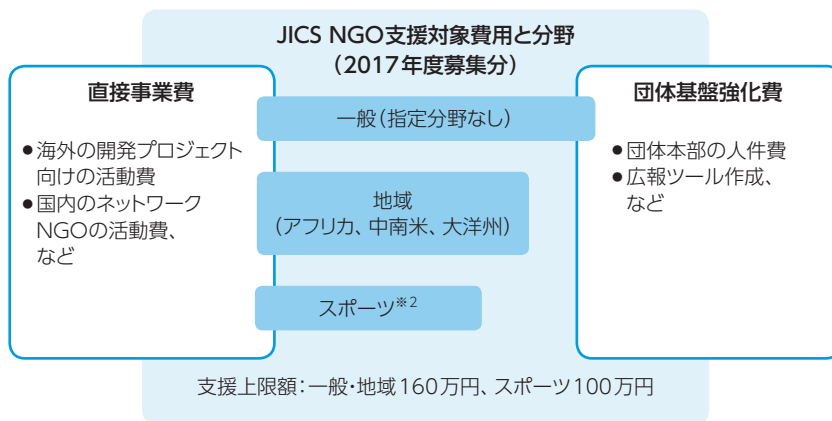 JICS NGO支援対象費用と分野
（2017年度募集分）
直接事業費
●海外の開発プロジェクト
向けの活動費
●国内のネットワーク
NGOの活動費、
など
一般（指定分野なし）
地域
（アフリカ、中南米、大洋州）
スポーツ※2
団体基盤強化費
●団体本部の人件費
●広報ツール作成、
など
支援上限額：一般・地域160万円、スポーツ100万円